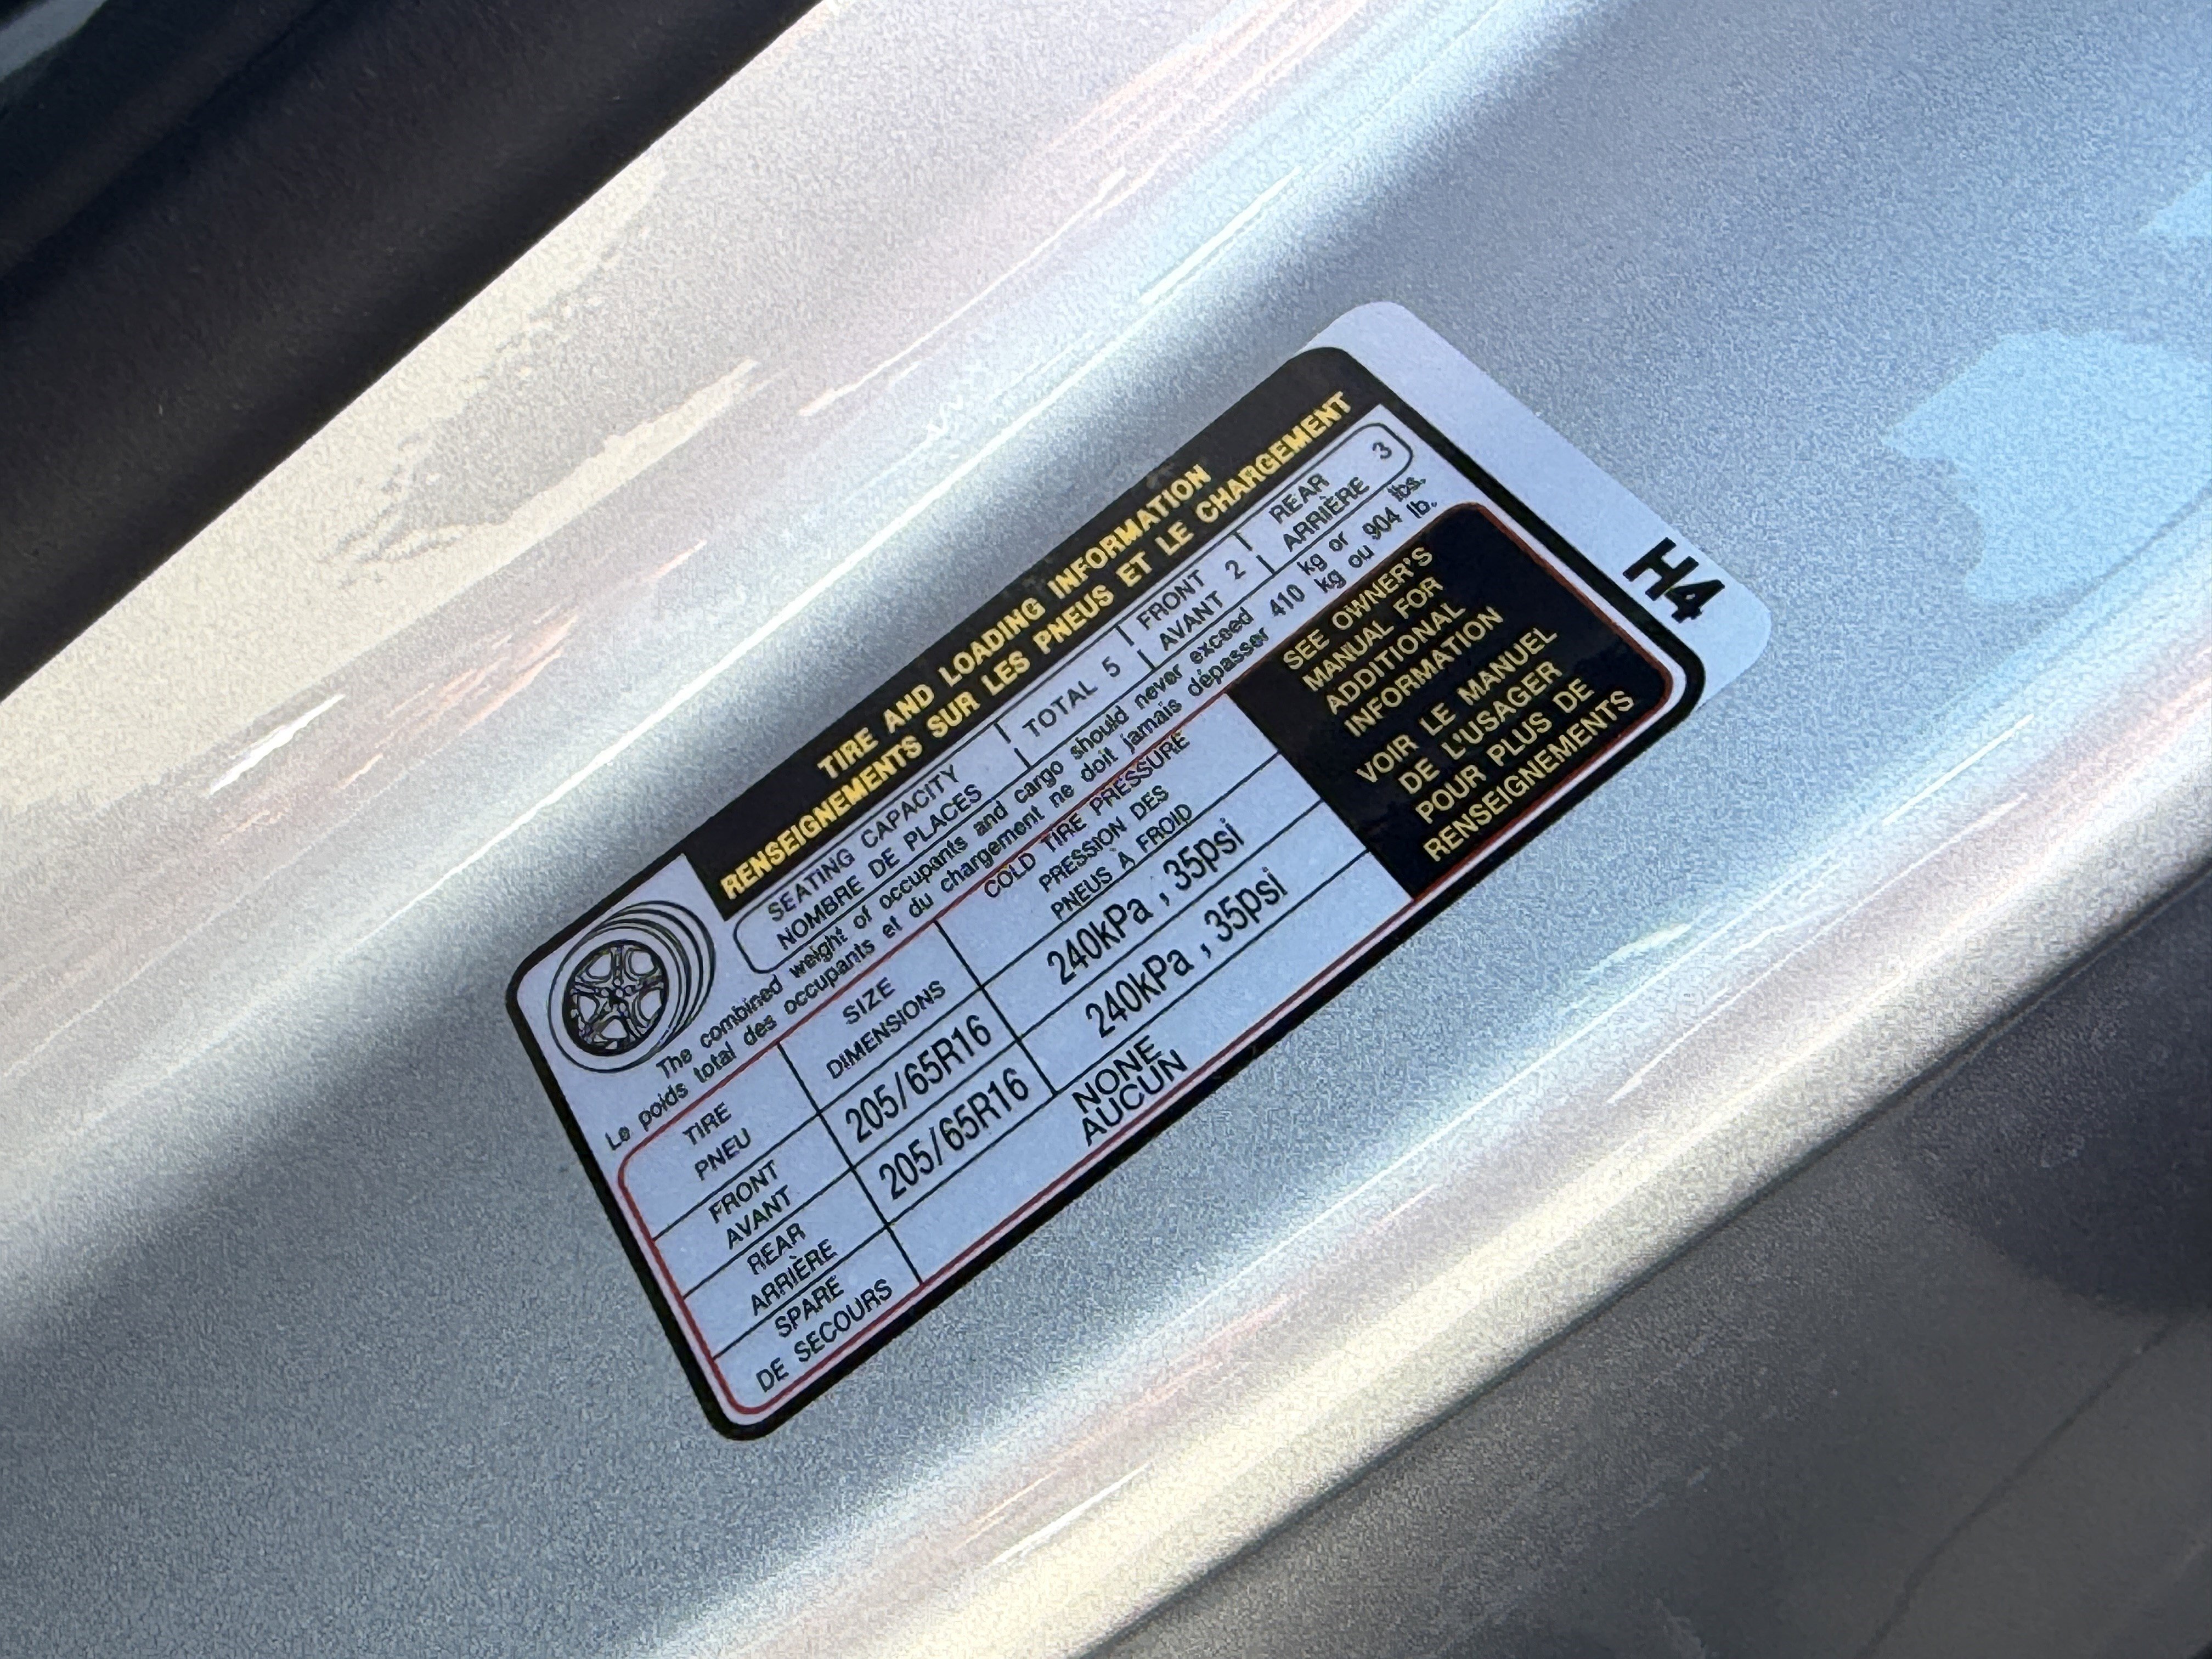 TIRE AND LOADING INFORMATION
RENSEIGNEMENTS SUR LES PNEUS ET LE CHARGEMENT
SEATING CAPACITY
NOMBRE DE PLACES
TOTAL 5
FRONT
AVANT 2
REAR
ARRIÈRE 3
The combined weight of occupants and cargo should never exceed 410 kg or 904 lbs.
Le poids total des occupants et du chargement ne doit jamais dépasser 410 kg ou 904 lb.
TIRE
PNEU
SIZE
DIMENSIONS
COLD TIRE PRESSURE
PRESSION DES
PNEUS À FROID
FRONT
AVANT
205/65R16
240kPa , 35psi
REAR
ARRIÈRE
205/65R16
240kPa , 35psi
SPARE
DE SECOURS
NONE
AUCUN
SEE OWNER'S
MANUAL FOR
ADDITIONAL
INFORMATION
VOIR LE MANUEL
DE L'USAGER
POUR PLUS DE
RENSEIGNEMENTS
H4